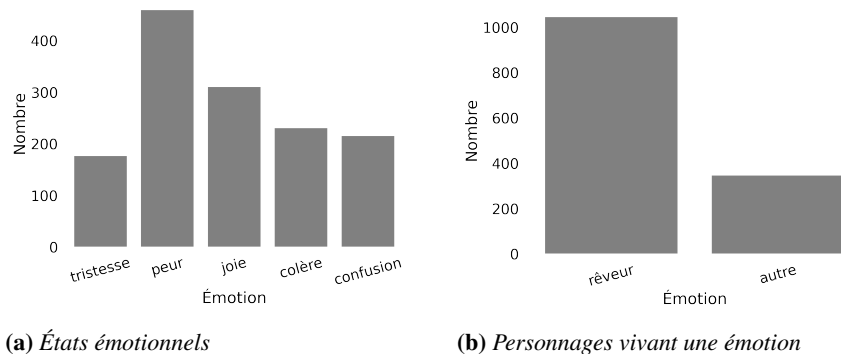 400
300
200
100
0
Nombre
tristesse
peur
joie
colère
confusion
Émotion
(a) États émotionnels
1000
800
600
400
200
0
Nombre
rêveur
autre
Émotion
(b) Personnages vivant une émotion